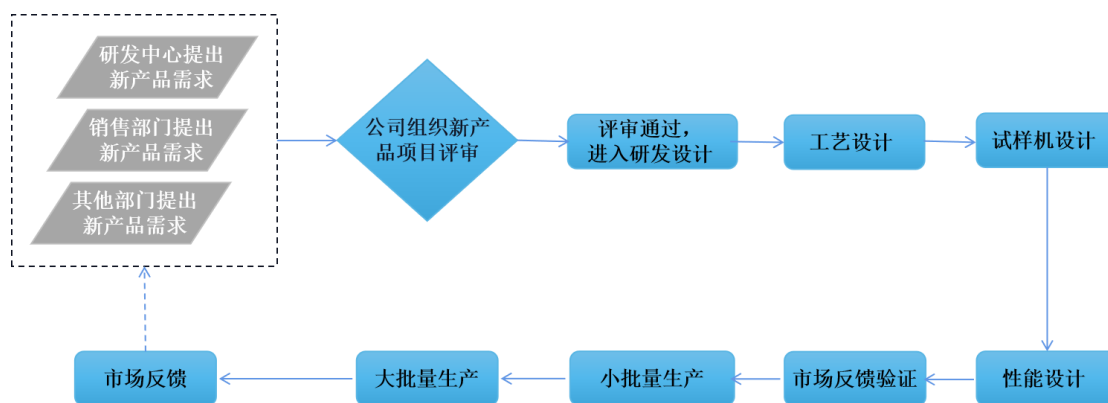 研发中心提出
新产品需求
销售部门提出
新产品需求
其他部门提出
新产品需求
公司组织新产
品项目评审
评审通过，
进入研发设计
工艺设计
试样机设计
性能设计
市场反馈验证
小批量生产
大批量生产
市场反馈